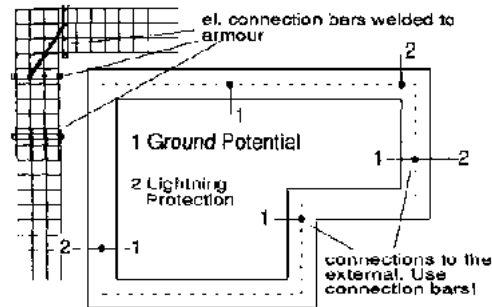 el. connection bars welded to
armour
2
1
1 Ground Potential
1
2
2 Lightning
Protection
1
2
1
connections to the
external. Use
connection bars!